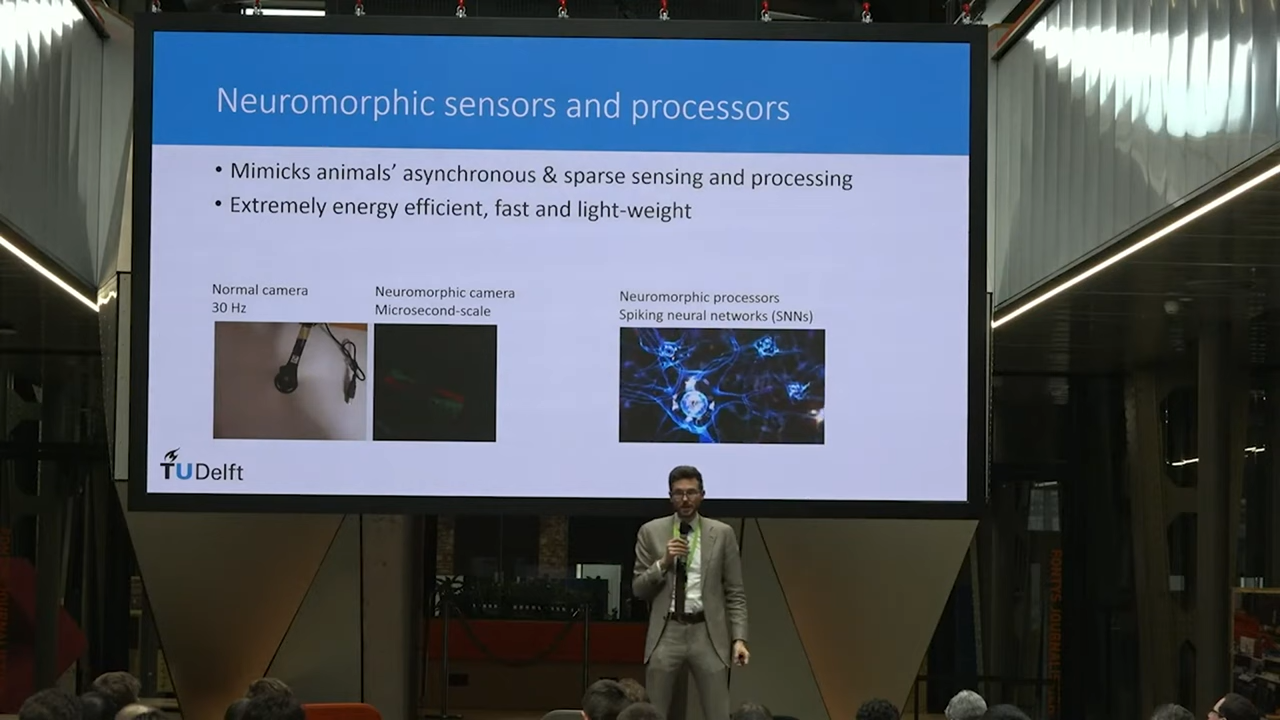 Neuromorphic sensors and processors
• Mimicks animals' asynchronous & sparse sensing and processing
• Extremely energy efficient, fast and light-weight
Normal camera
30 Hz
Neuromorphic camera
Microsecond-scale
Neuromorphic processors
Spiking neural networks (SNNs)
TUDelft